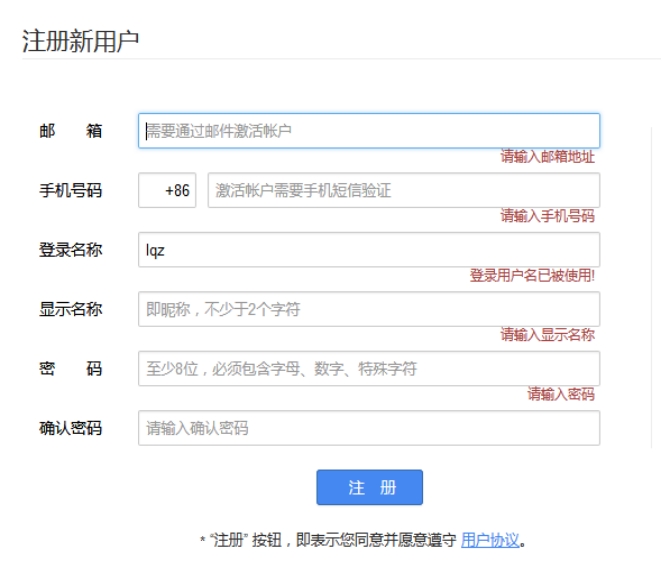 注册新用户
邮 箱 需要通过邮件激活帐户
请输入邮箱地址
手机号码 +86 激活帐户需要手机短信验证
请输入手机号码
登录名称 lqz
登录用户名已被使用!
显示名称 即昵称，不少于2个字符
请输入显示名称
密 码 至少8位，必须包含字母、数字、特殊字符
请输入密码
确认密码 请输入确认密码
注 册
* “注册” 按钮，即表示您同意并愿意遵守 用户协议。